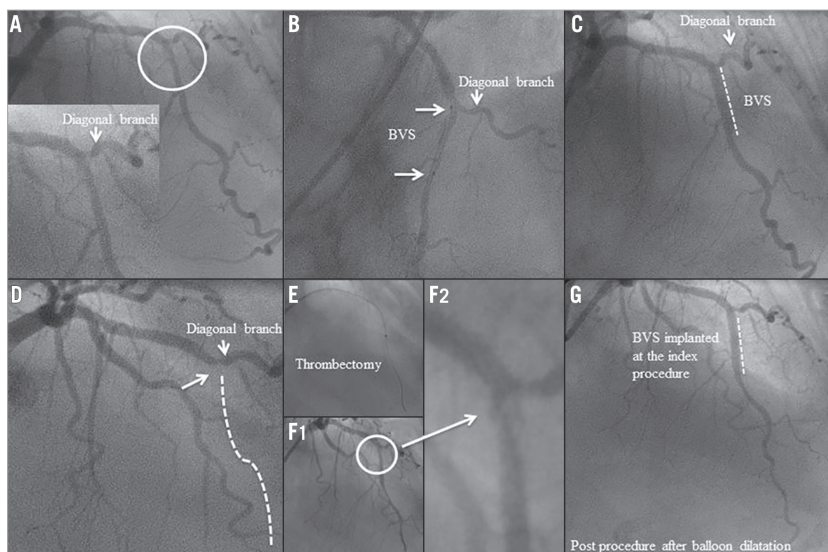 A
Diagonal branch
B
Diagonal branch
BVS
C
Diagonal branch
BVS
D
Diagonal branch
E
Thrombectomy
F1
F2
G
BVS implanted
at the index
procedure
Post procedure after balloon dilatation